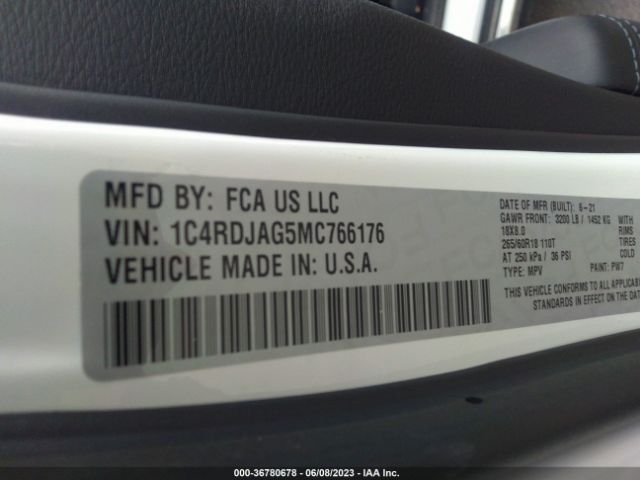 MFD BY: FCA US LLC
VIN: 1C4RDJAG5MC766176
VEHICLE MADE IN: U.S.A.
DATE OF MFR (BUILT): 6-21
GAWR FRONT: 3200 LB / 1452 KG WITH
18X8.0 RIMS
265/60R18 110T TIRES
AT 250 kPa / 36 PSI COLD
TYPE: MPV PAINT: PW7
THIS VEHICLE CONFORMS TO ALL
STANDARDS IN EFFECT ON THE
000-36780678 - 06/08/2023 - IAA Inc.